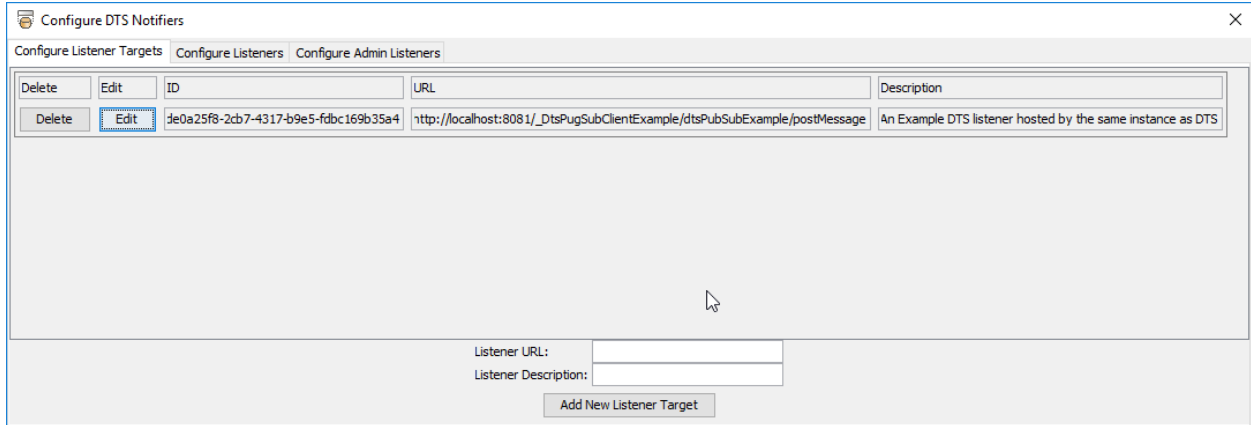 Configure DTS Notifiers
Configure Listener Targets Configure Listeners Configure Admin Listeners
Delete Edit ID URL Description
Delete Edit de0a25f8-2cb7-4317-b9e5-fdbc169b35a4 http://localhost:8081/_DtsPugSubClientExample/dtsPubSubExample/postMessage An Example DTS listener hosted by the same instance as DTS
Listener URL:
Listener Description:
Add New Listener Target